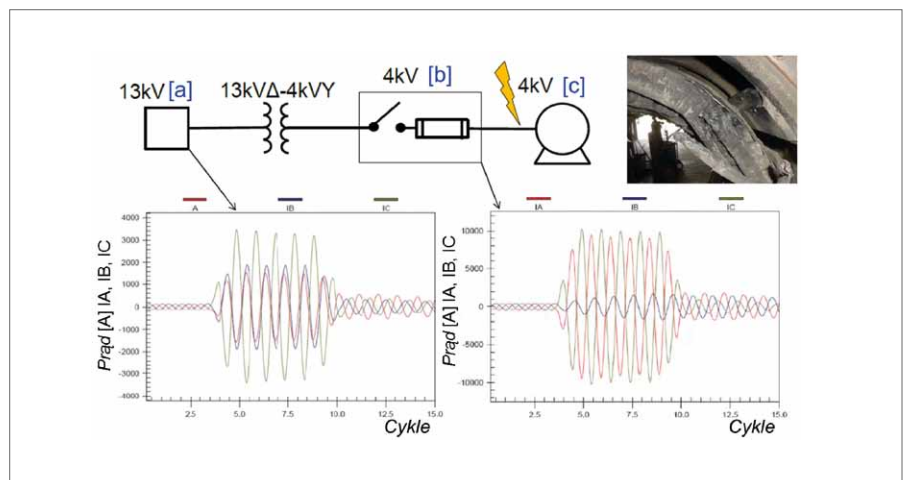 13kV [a]
13kVΔ-4kVY
4kV [b]
4kV [c]
A IB IC
Prąd [A] IA, IB, IC
4000
3000
2000
1000
0
-1000
-2000
-3000
-4000
2.5 5.0 7.5 10.0 12.5 15.0
Cykle
IA IB IC
Prąd [A] IA, IB, IC
10000
5000
0
-5000
-10000
2.5 5.0 7.5 10.0 12.5 15.0
Cykle